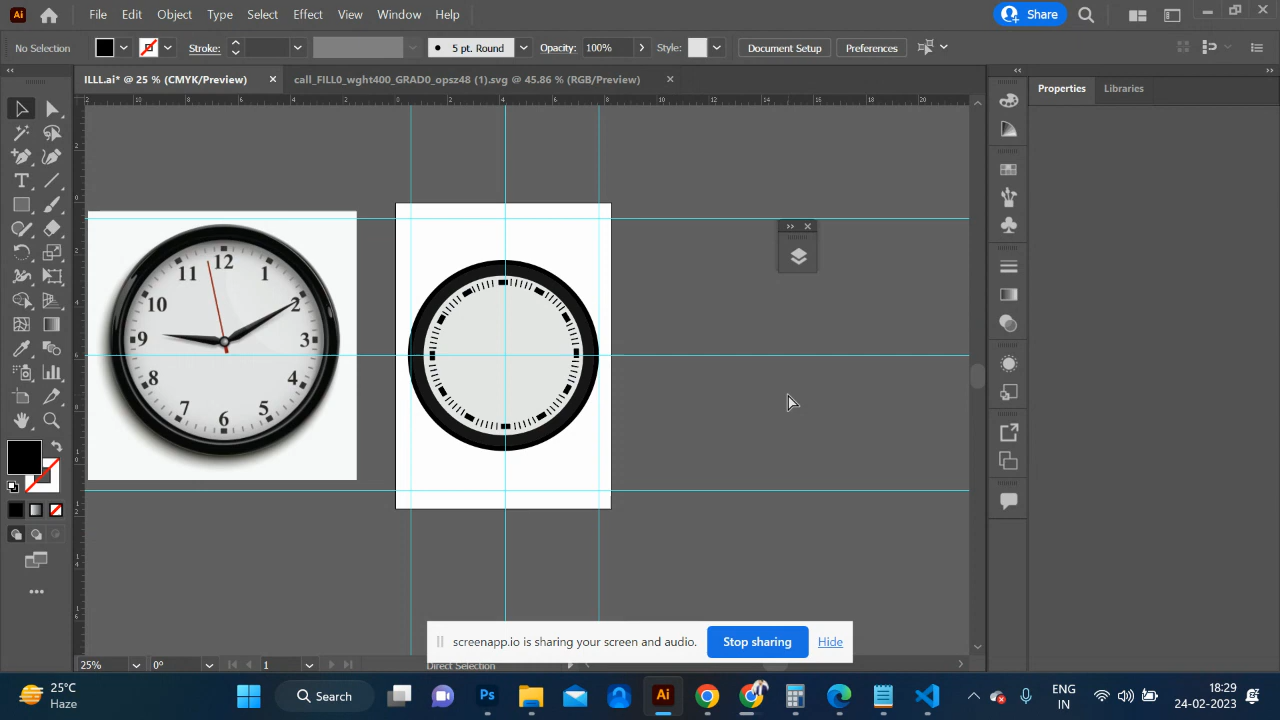 Ai File Edit Object Type Select Effect View Window Help Share
No Selection Stroke: 5 pt. Round Opacity: 100% Style: Document Setup Preferences
ILLL.ai* @ 25 % (CMYK/Preview) × call_FILL0_wght400_GRAD0_opsz48 (1).svg @ 45.86 % (RGB/Preview) ×
Properties Libraries
12
11 1
10 2
9 3
8 4
7 5
6
screenapp.io is sharing your screen and audio. Stop sharing Hide
25% 0° 1 Direct Selection
25°C
Haze
Search
Ps
Ai
ENG
IN
18:29
24-02-2023